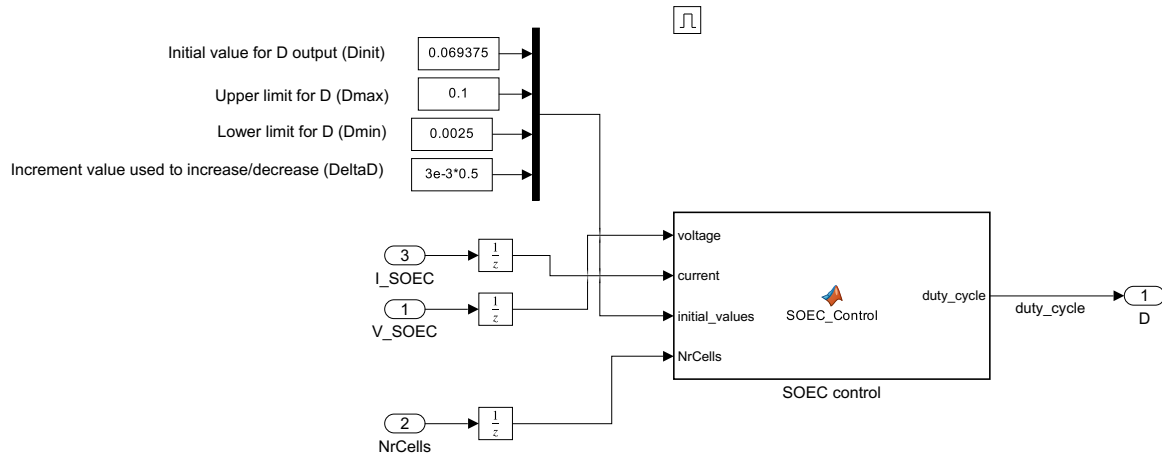 Initial value for D output (Dinit)
0.069375
Upper limit for D (Dmax)
0.1
Lower limit for D (Dmin)
0.0025
Increment value used to increase/decrease (DeltaD)
3e-3*0.5
voltage
3
1
z
I_SOEC
current
1
1
z
V_SOEC
initial_values
NrCells
SOEC_Control
duty_cycle
duty_cycle
1
D
SOEC control
2
1
z
NrCells